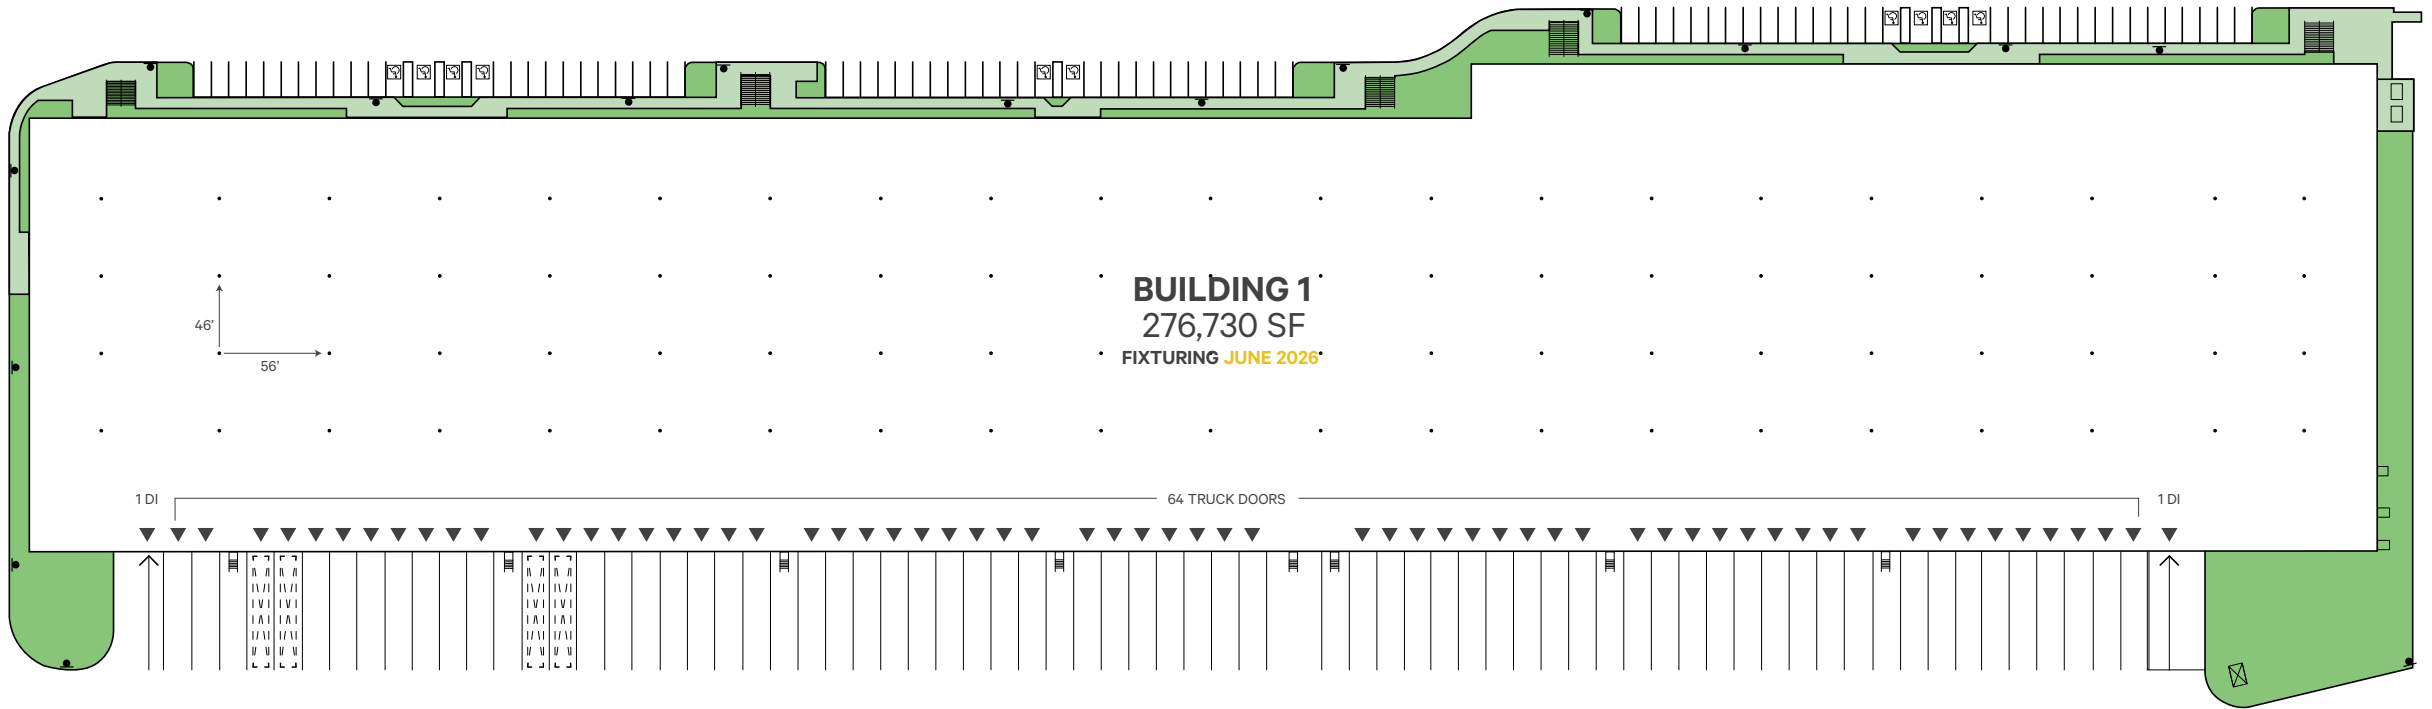 BUILDING 1
276,730 SF
FIXTURING JUNE 2026
46’
56’
1 DI
64 TRUCK DOORS
1 DI